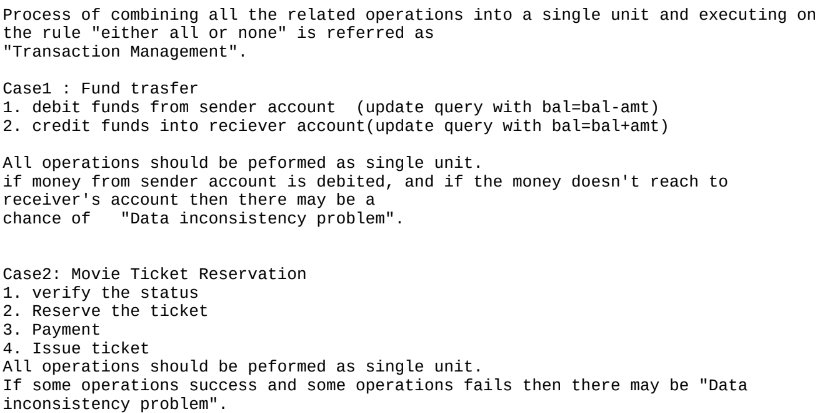 Process of combining all the related operations into a single unit and executing on
the rule "either all or none" is referred as
"Transaction Management".
Case1 : Fund trasfer
1. debit funds from sender account  (update query with bal=bal-amt)
2. credit funds into reciever account(update query with bal=bal+amt)
All operations should be peformed as single unit.
if money from sender account is debited, and if the money doesn't reach to
receiver's account then there may be a
chance of   "Data inconsistency problem".
Case2: Movie Ticket Reservation
1. verify the status
2. Reserve the ticket
3. Payment
4. Issue ticket
All operations should be peformed as single unit.
If some operations success and some operations fails then there may be "Data
inconsistency problem".